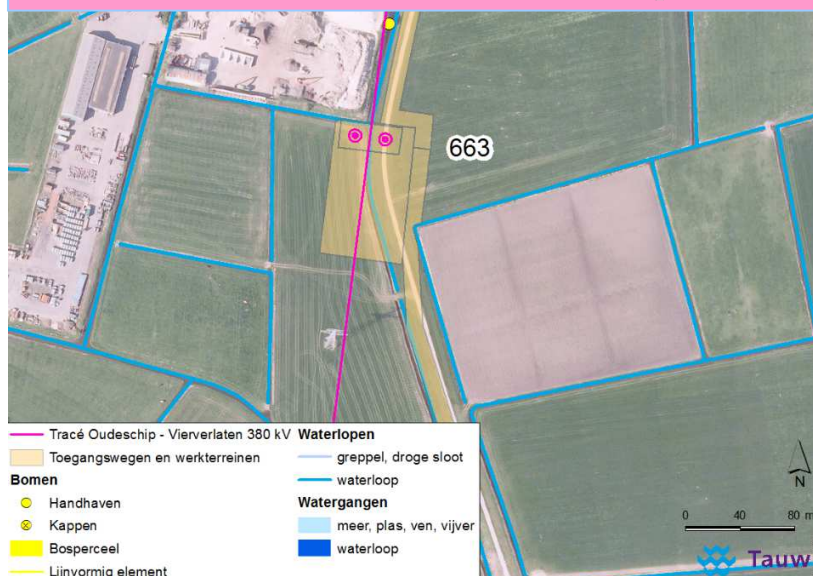 663
Tracé Oudeschip - Vierverlaten 380 kV
Toegangswegen en werkterreinen
Bomen
Handhaven
Kappen
Bosperceel
Lijnvormig element
Waterlopen
greppel, droge sloot
waterloop
Watergangen
meer, plas, ven, vijver
waterloop
N
0 40 80 m
Tauw